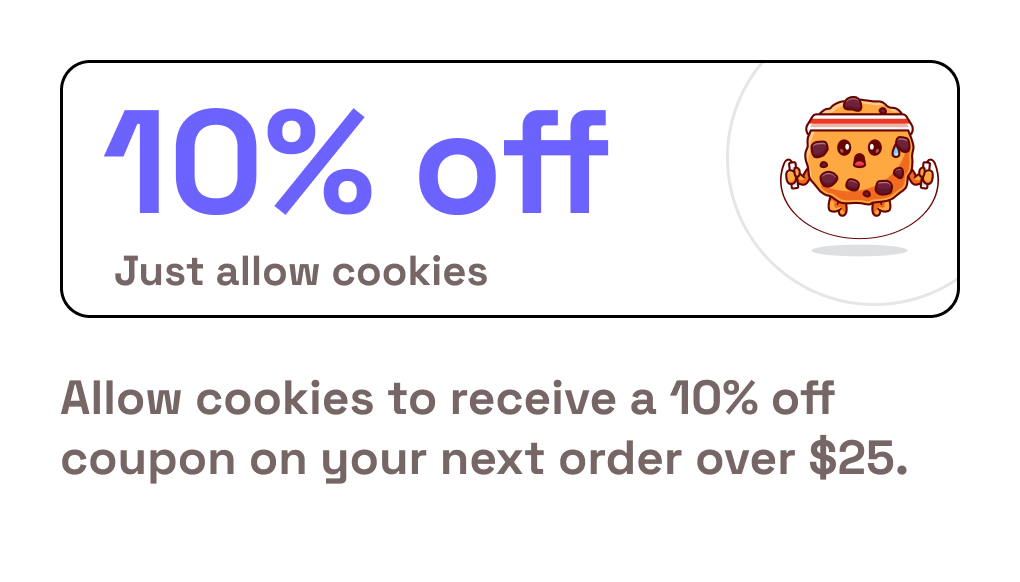 10% off
Just allow cookies
Allow cookies to receive a 10% off
coupon on your next order over $25.